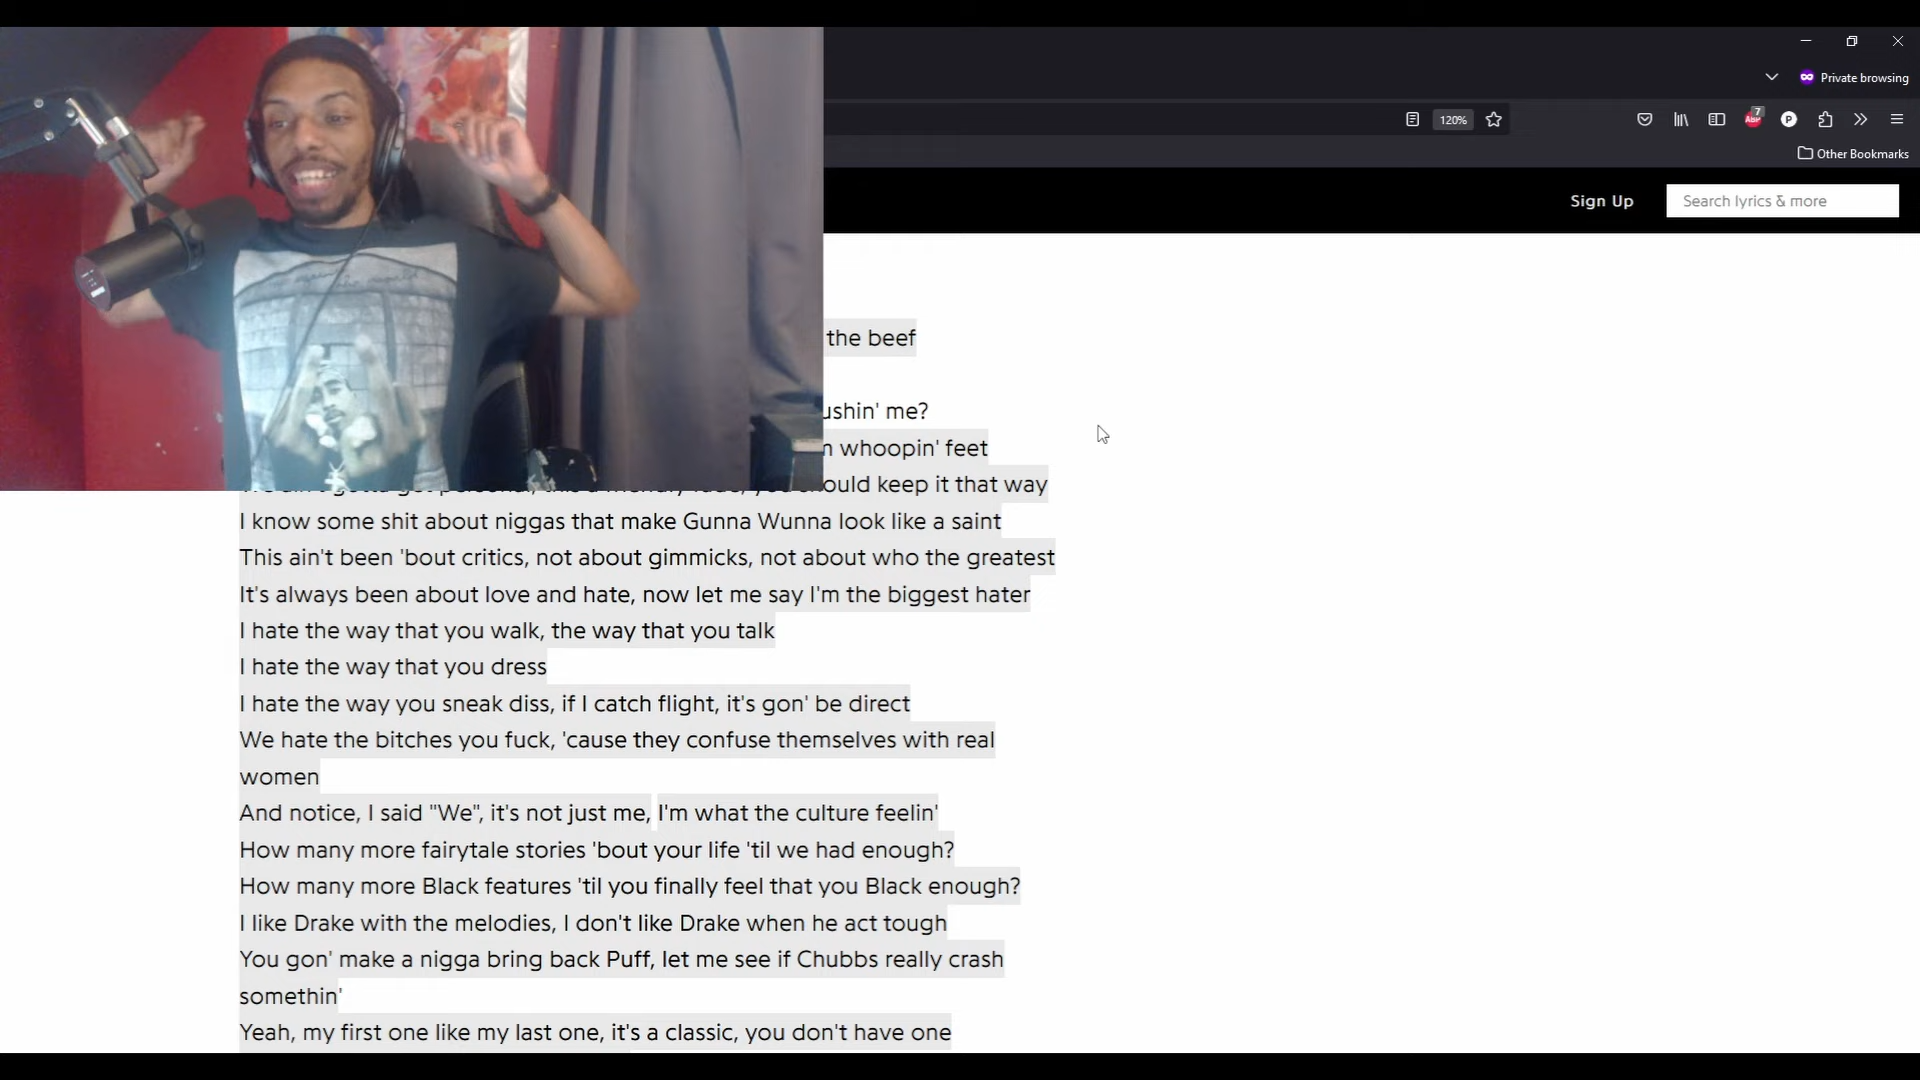 Private browsing
120%
7
ABP
P
Other Bookmarks
Sign Up
Search lyrics & more
the beef
ushin' me?
whoopin' feet
should keep it that way
I know some shit about niggas that make Gunna Wunna look like a saint
This ain't been 'bout critics, not about gimmicks, not about who the greatest
It's always been about love and hate, now let me say I'm the biggest hater
I hate the way that you walk, the way that you talk
I hate the way that you dress
I hate the way you sneak diss, if I catch flight, it's gon' be direct
We hate the bitches you fuck, 'cause they confuse themselves with real
women
And notice, I said "We", it's not just me, I'm what the culture feelin'
How many more fairytale stories 'bout your life 'til we had enough?
How many more Black features 'til you finally feel that you Black enough?
I like Drake with the melodies, I don't like Drake when he act tough
You gon' make a nigga bring back Puff, let me see if Chubbs really crash
somethin'
Yeah, my first one like my last one, it's a classic, you don't have one